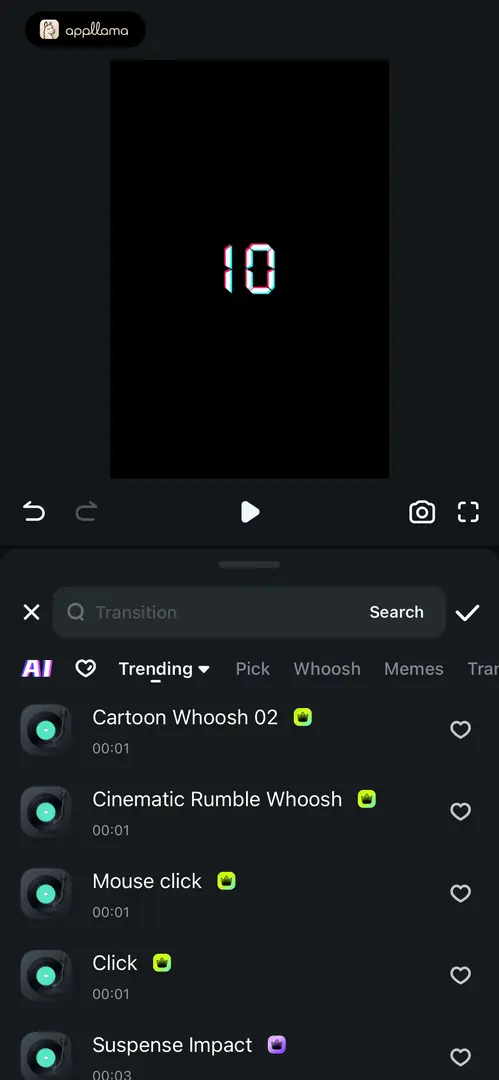 appllama
10
Transition
Search
AI
Trending
Pick
Whoosh
Memes
Tran
Cartoon Whoosh 02
00:01
Cinematic Rumble Whoosh
00:01
Mouse click
00:01
Click
00:01
Suspense Impact
00:03